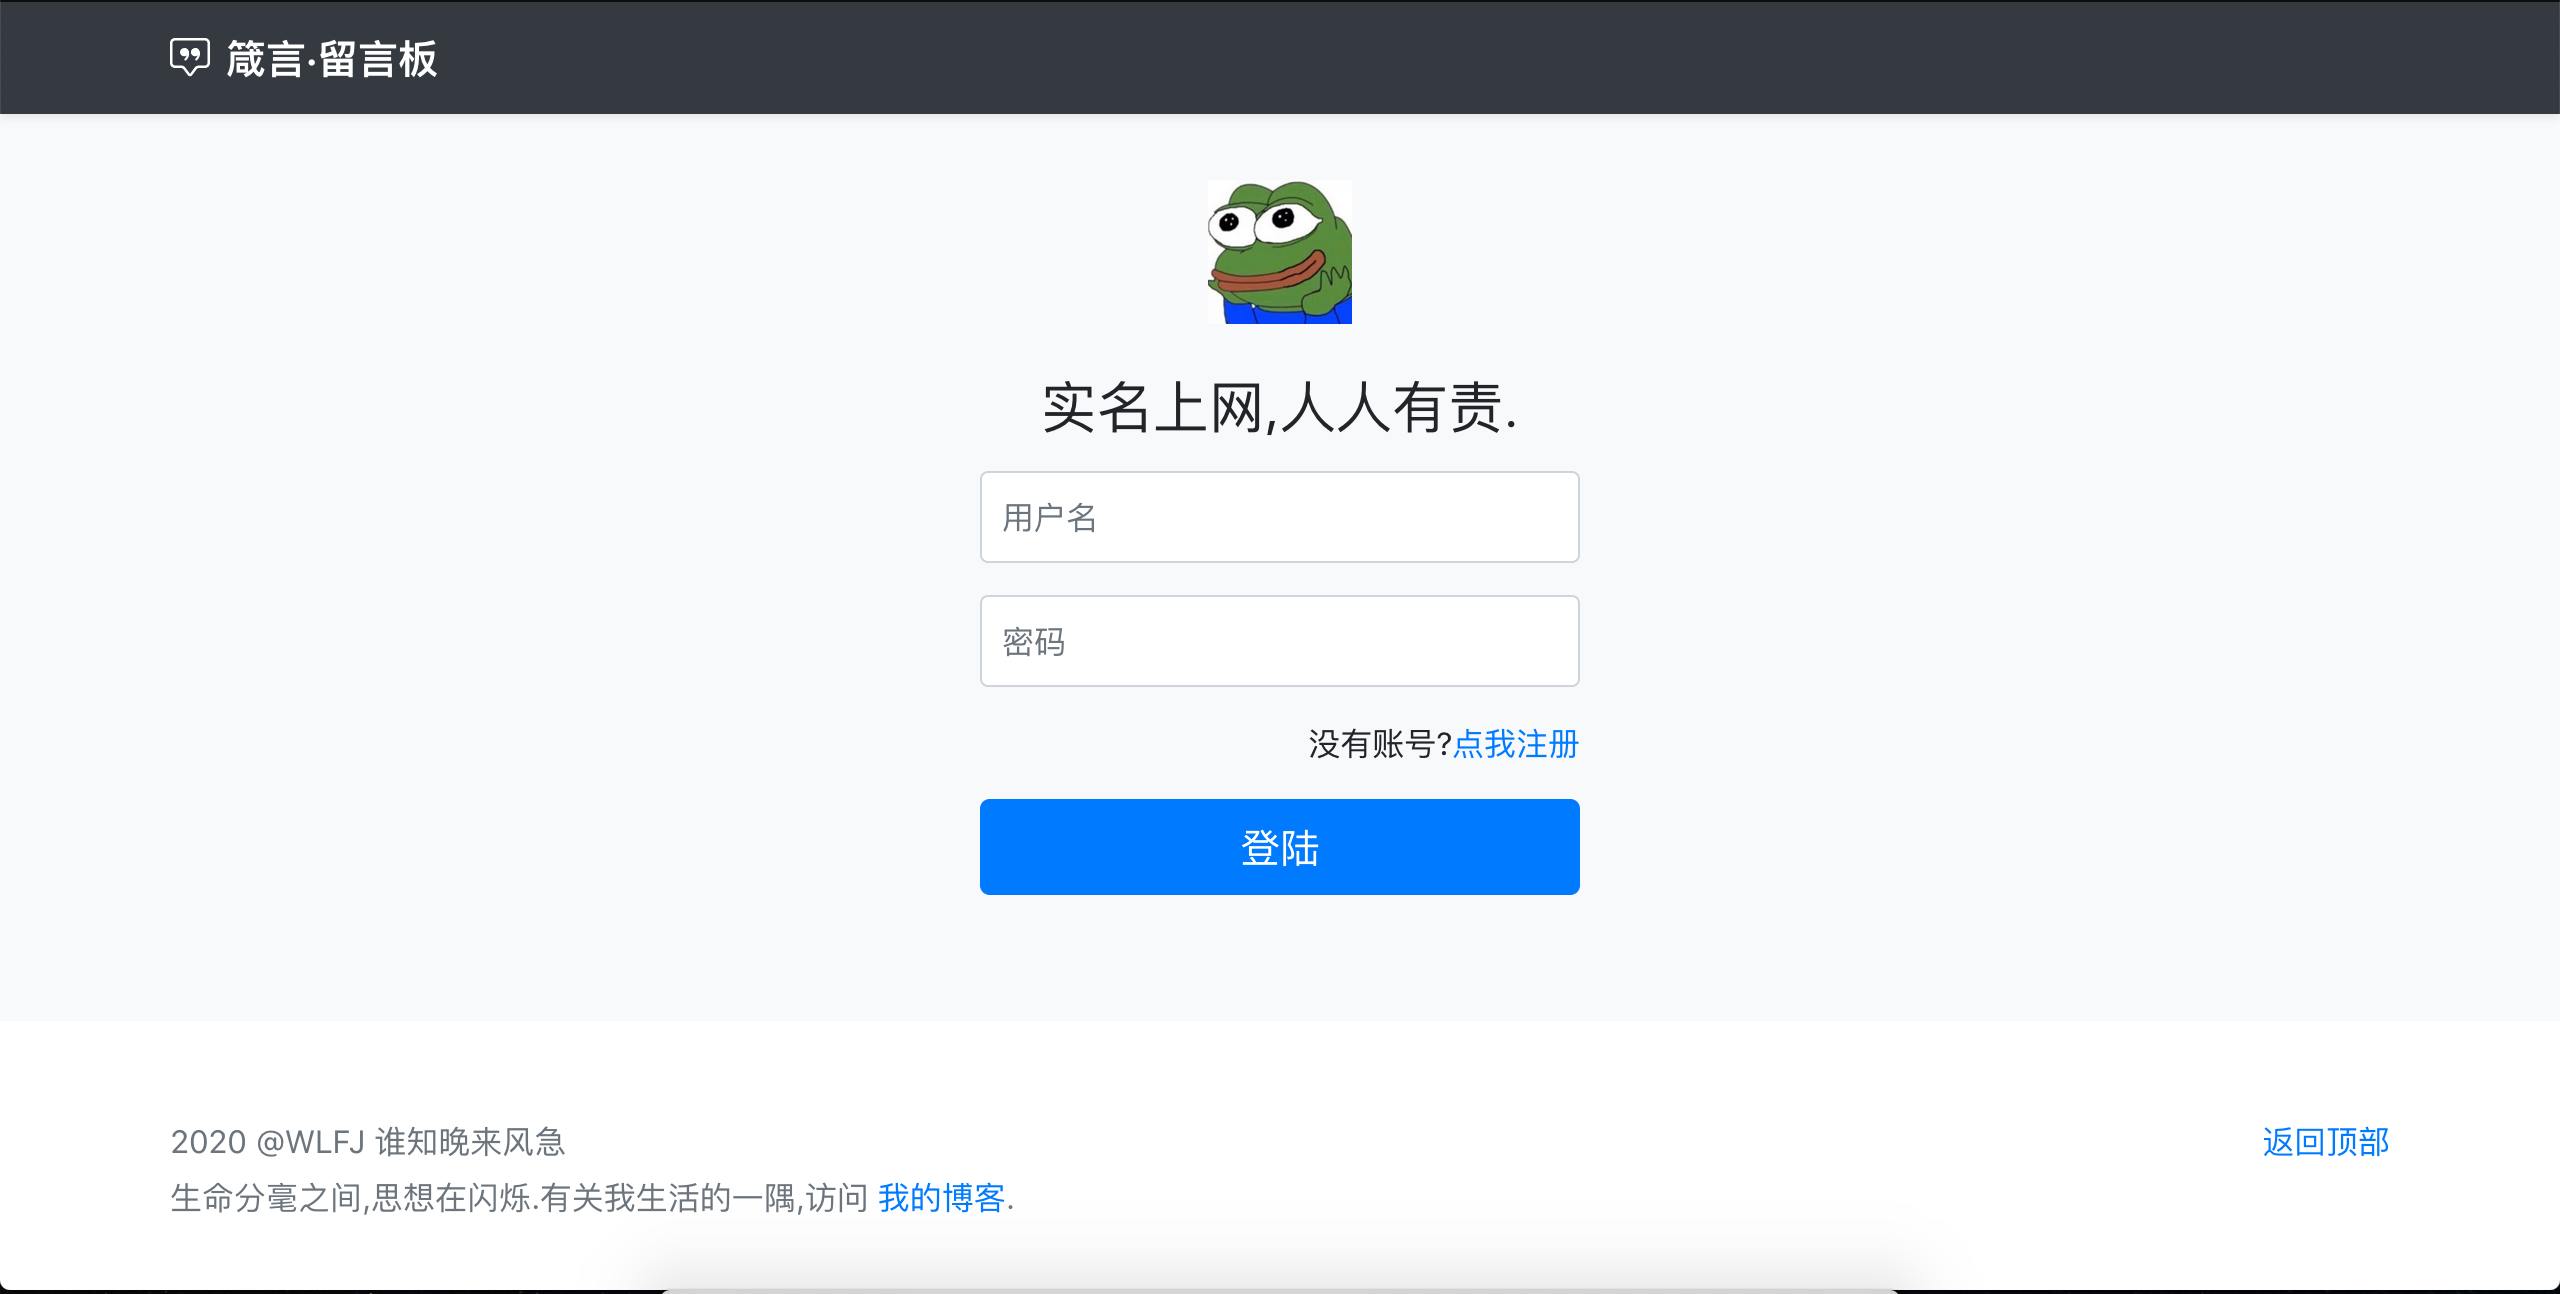 箴言·留言板
实名上网,人人有责.
用户名
密码
没有账号?点我注册
登陆
2020 @WLFJ 谁知晚来风急
返回顶部
生命分毫之间,思想在闪烁.有关我生活的一隅,访问 我的博客.